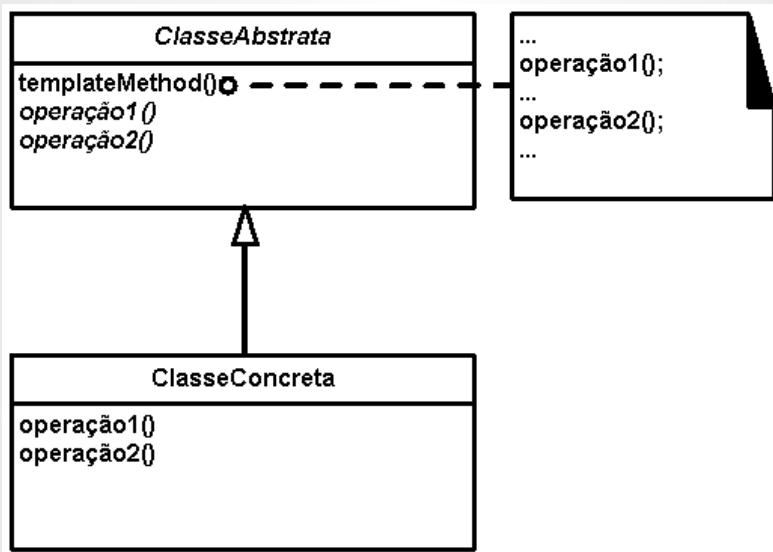 ClasseAbstrata
templateMethod()
operação1()
operação2()
...
operação1();
...
operação2();
...
ClasseConcreta
operação1()
operação2()